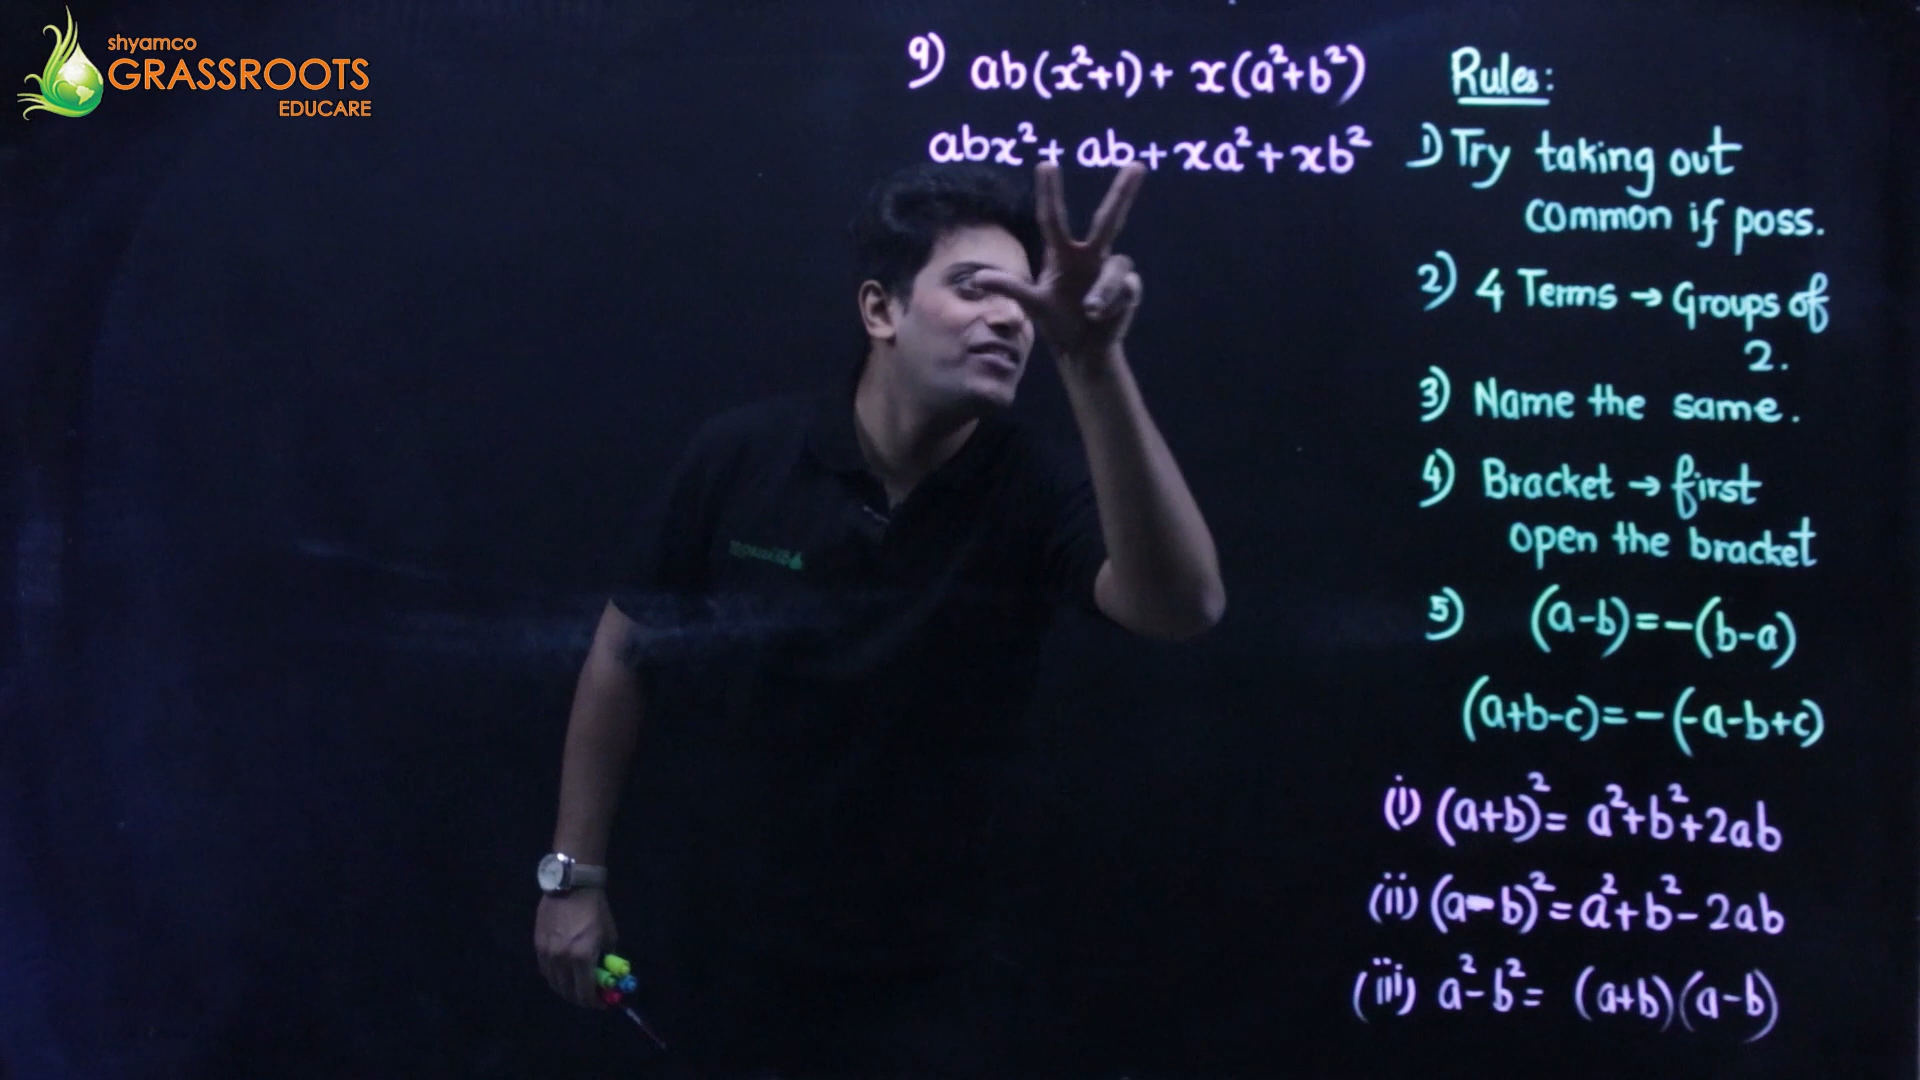 shyamco
GRASSROOTS
EDUCARE
9) ab(x²+1) + x(a²+b²)
abx² + ab + xa² + xb²
Rules:
1) Try taking out
common if poss.
2) 4 Terms → Groups of
2.
3) Name the same.
4) Bracket → first
open the bracket
5) (a-b)=-(b-a)
(a+b-c)=-(-a-b+c)
(i) (a+b)²= a²+b²+2ab
(ii) (a-b)²= a²+b²-2ab
(iii) a²-b²= (a+b)(a-b)